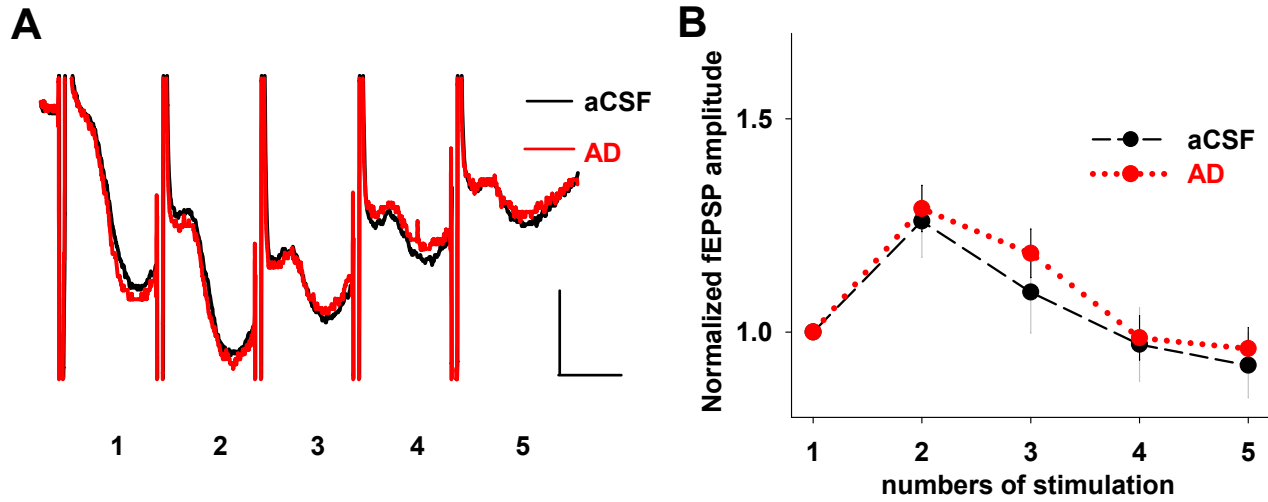 A
aCSF
AD
1 2 3 4 5
B
Normalized fEPSP amplitude
1.5
1.0
aCSF
AD
1 2 3 4 5
numbers of stimulation